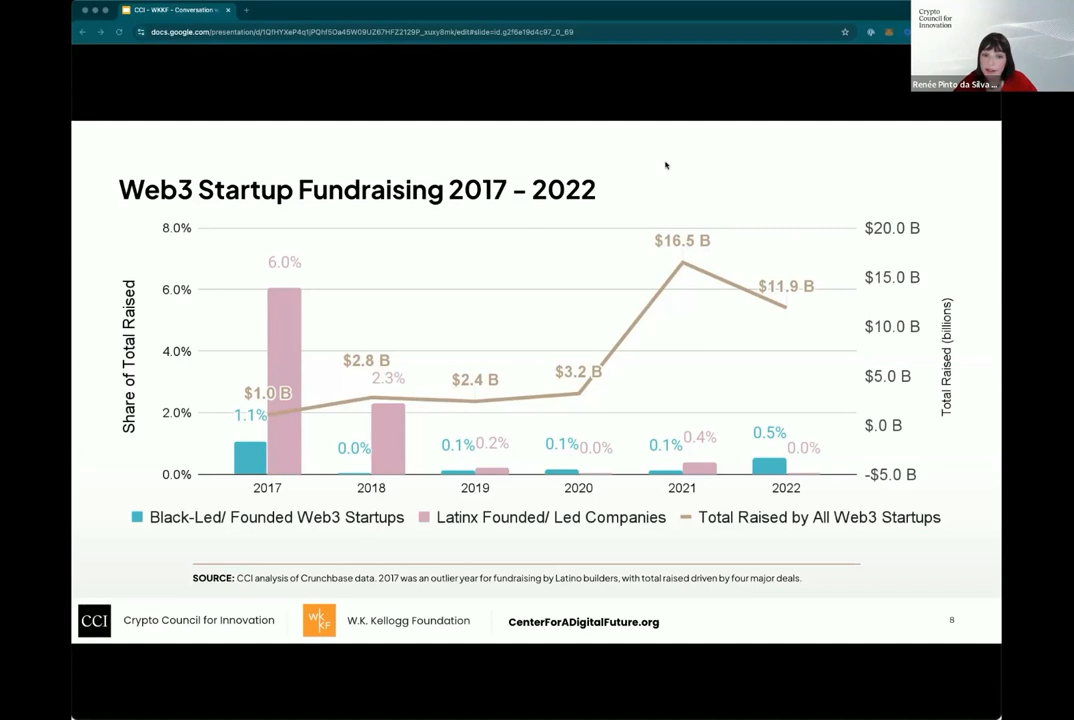 CCI - WKKF - Conversation
docs.google.com/presentation/d/
Crypto
Council for
Innovation
Renée Pinto da Silva ...
Web3 Startup Fundraising 2017 – 2022
Share of Total Raised
8.0%
6.0%
4.0%
2.0%
0.0%
$20.0 B
$15.0 B
$10.0 B
$5.0 B
$.0 B
-$5.0 B
Total Raised (billions)
$1.0 B
$2.8 B
$2.4 B
$3.2 B
$16.5 B
$11.9 B
1.1%
6.0%
0.0%
2.3%
0.1%
0.2%
0.1%
0.0%
0.1%
0.4%
0.5%
0.0%
2017
2018
2019
2020
2021
2022
Black-Led/ Founded Web3 Startups
Latinx Founded/ Led Companies
Total Raised by All Web3 Startups
SOURCE: CCI analysis of Crunchbase data. 2017 was an outlier year for fundraising by Latino builders, with total raised driven by four major deals.
CCI
Crypto Council for Innovation
WK
KF
W.K. Kellogg Foundation
CenterForADigitalFuture.org
8